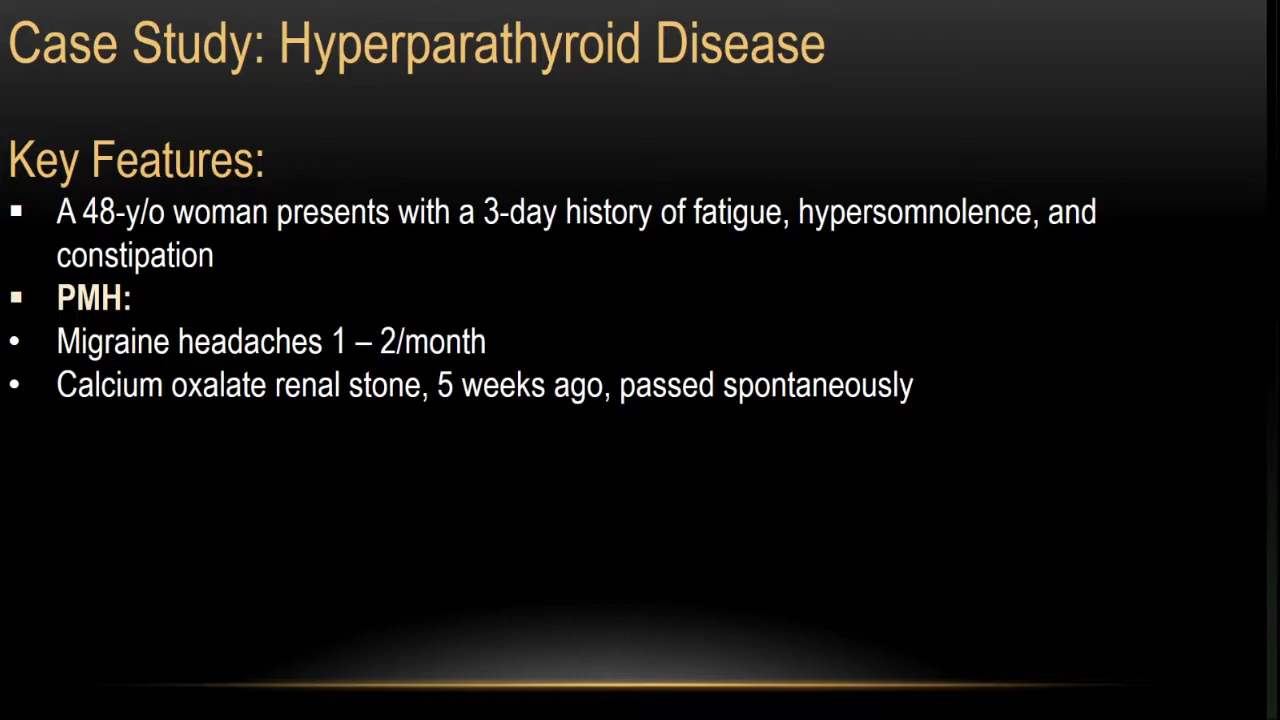 Case Study: Hyperparathyroid Disease
Key Features:
▪ A 48-y/o woman presents with a 3-day history of fatigue, hypersomnolence, and
constipation
▪ PMH:
• Migraine headaches 1 – 2/month
• Calcium oxalate renal stone, 5 weeks ago, passed spontaneously